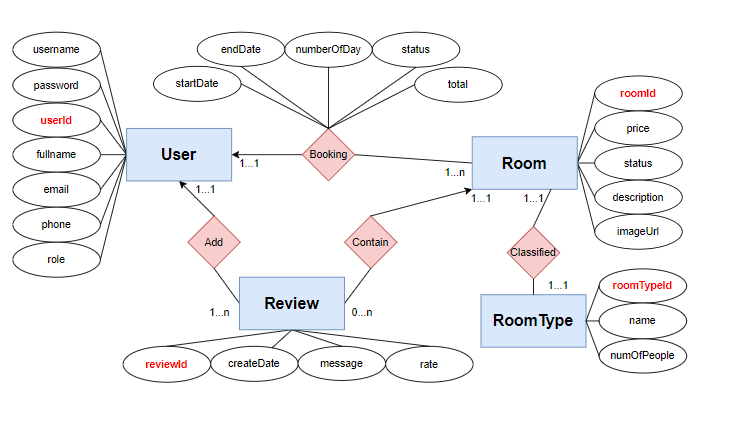 username
password
userId
fullname
email
phone
role
endDate
numberOfDay
status
startDate
total
User
1...1
Booking
1...n
Room
roomId
price
status
description
imageUrl
1...1
1...1
1...1
Add
Contain
Classified
1...n
Review
0...n
1...1
RoomType
roomTypeId
name
numOfPeople
reviewId
createDate
message
rate